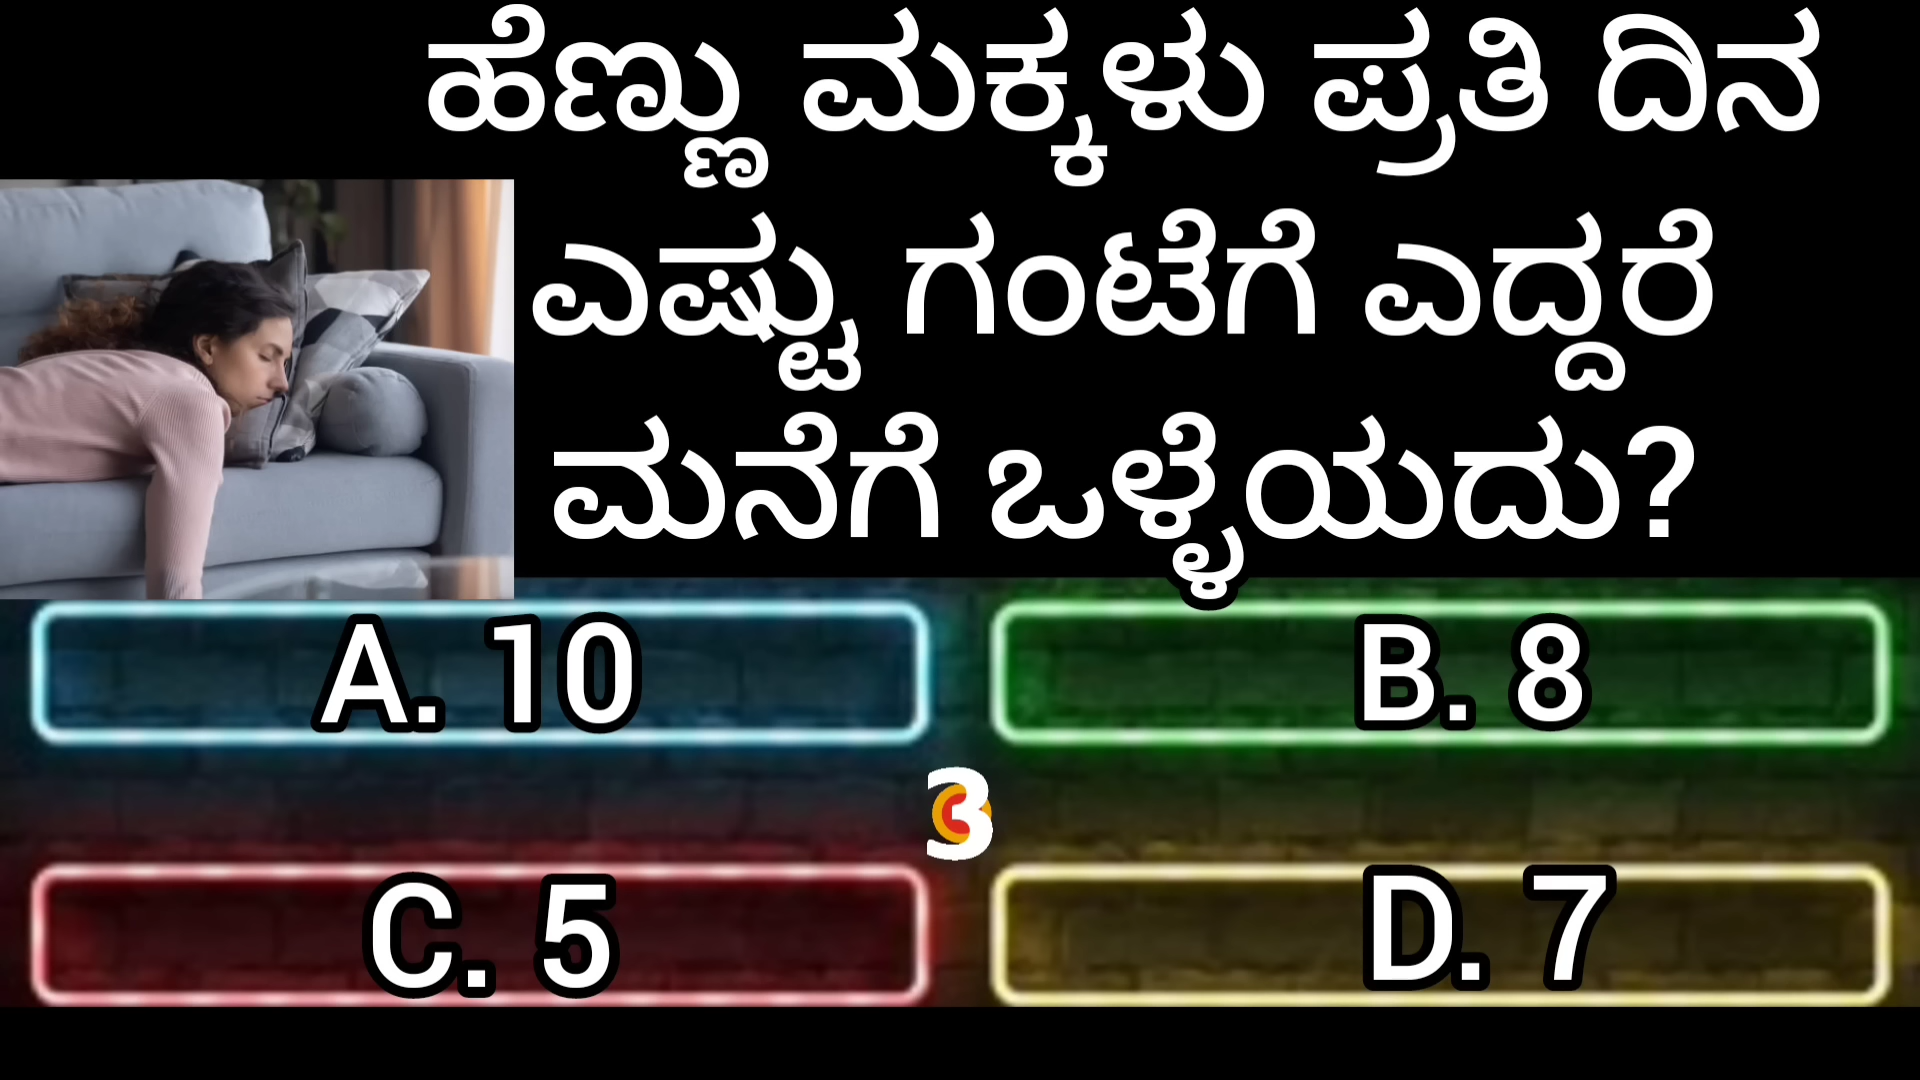 ಹೆಣ್ಣು ಮಕ್ಕಳು ಪ್ರತಿ ದಿನ
ಎಷ್ಟು ಗಂಟೆಗೆ ಎದ್ದರೆ
ಮನೆಗೆ ಒಳ್ಳೆಯದು?
A. 10
B. 8
3
C. 5
D. 7